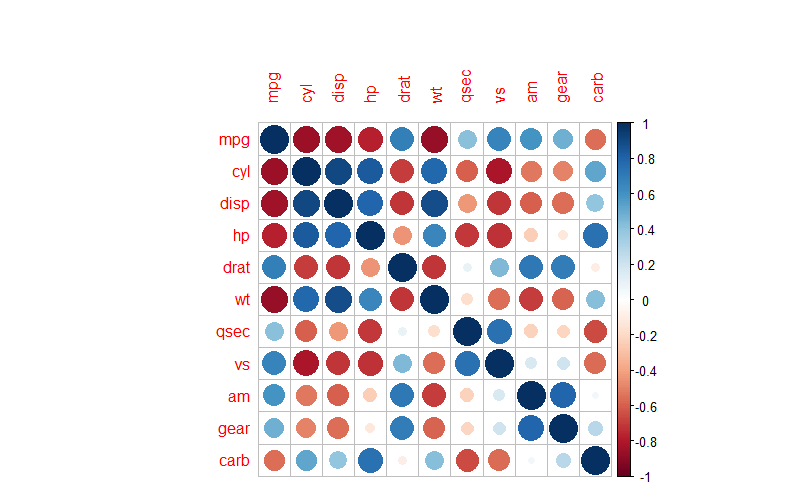 mpg cyl disp hp drat wt qsec vs am gear carb
mpg
cyl
disp
hp
drat
wt
qsec
vs
am
gear
carb
1
0.8
0.6
0.4
0.2
0
-0.2
-0.4
-0.6
-0.8
-1